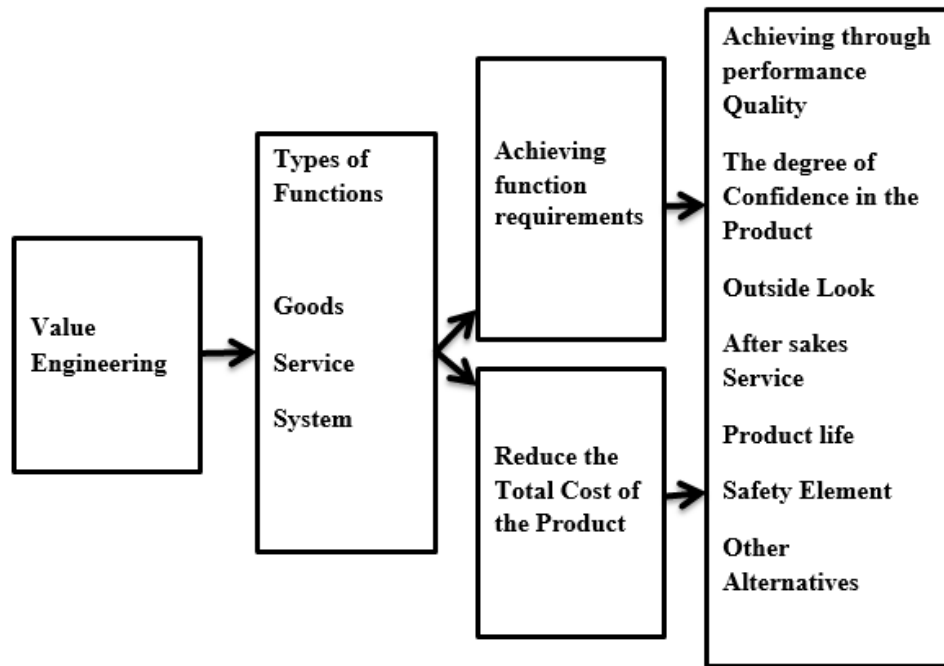 Value
Engineering
Types of
Functions
Goods
Service
System
Achieving
function
requirements
Reduce the
Total Cost of
the Product
Achieving through
performance
Quality
The degree of
Confidence in the
Product
Outside Look
After sakes
Service
Product life
Safety Element
Other
Alternatives